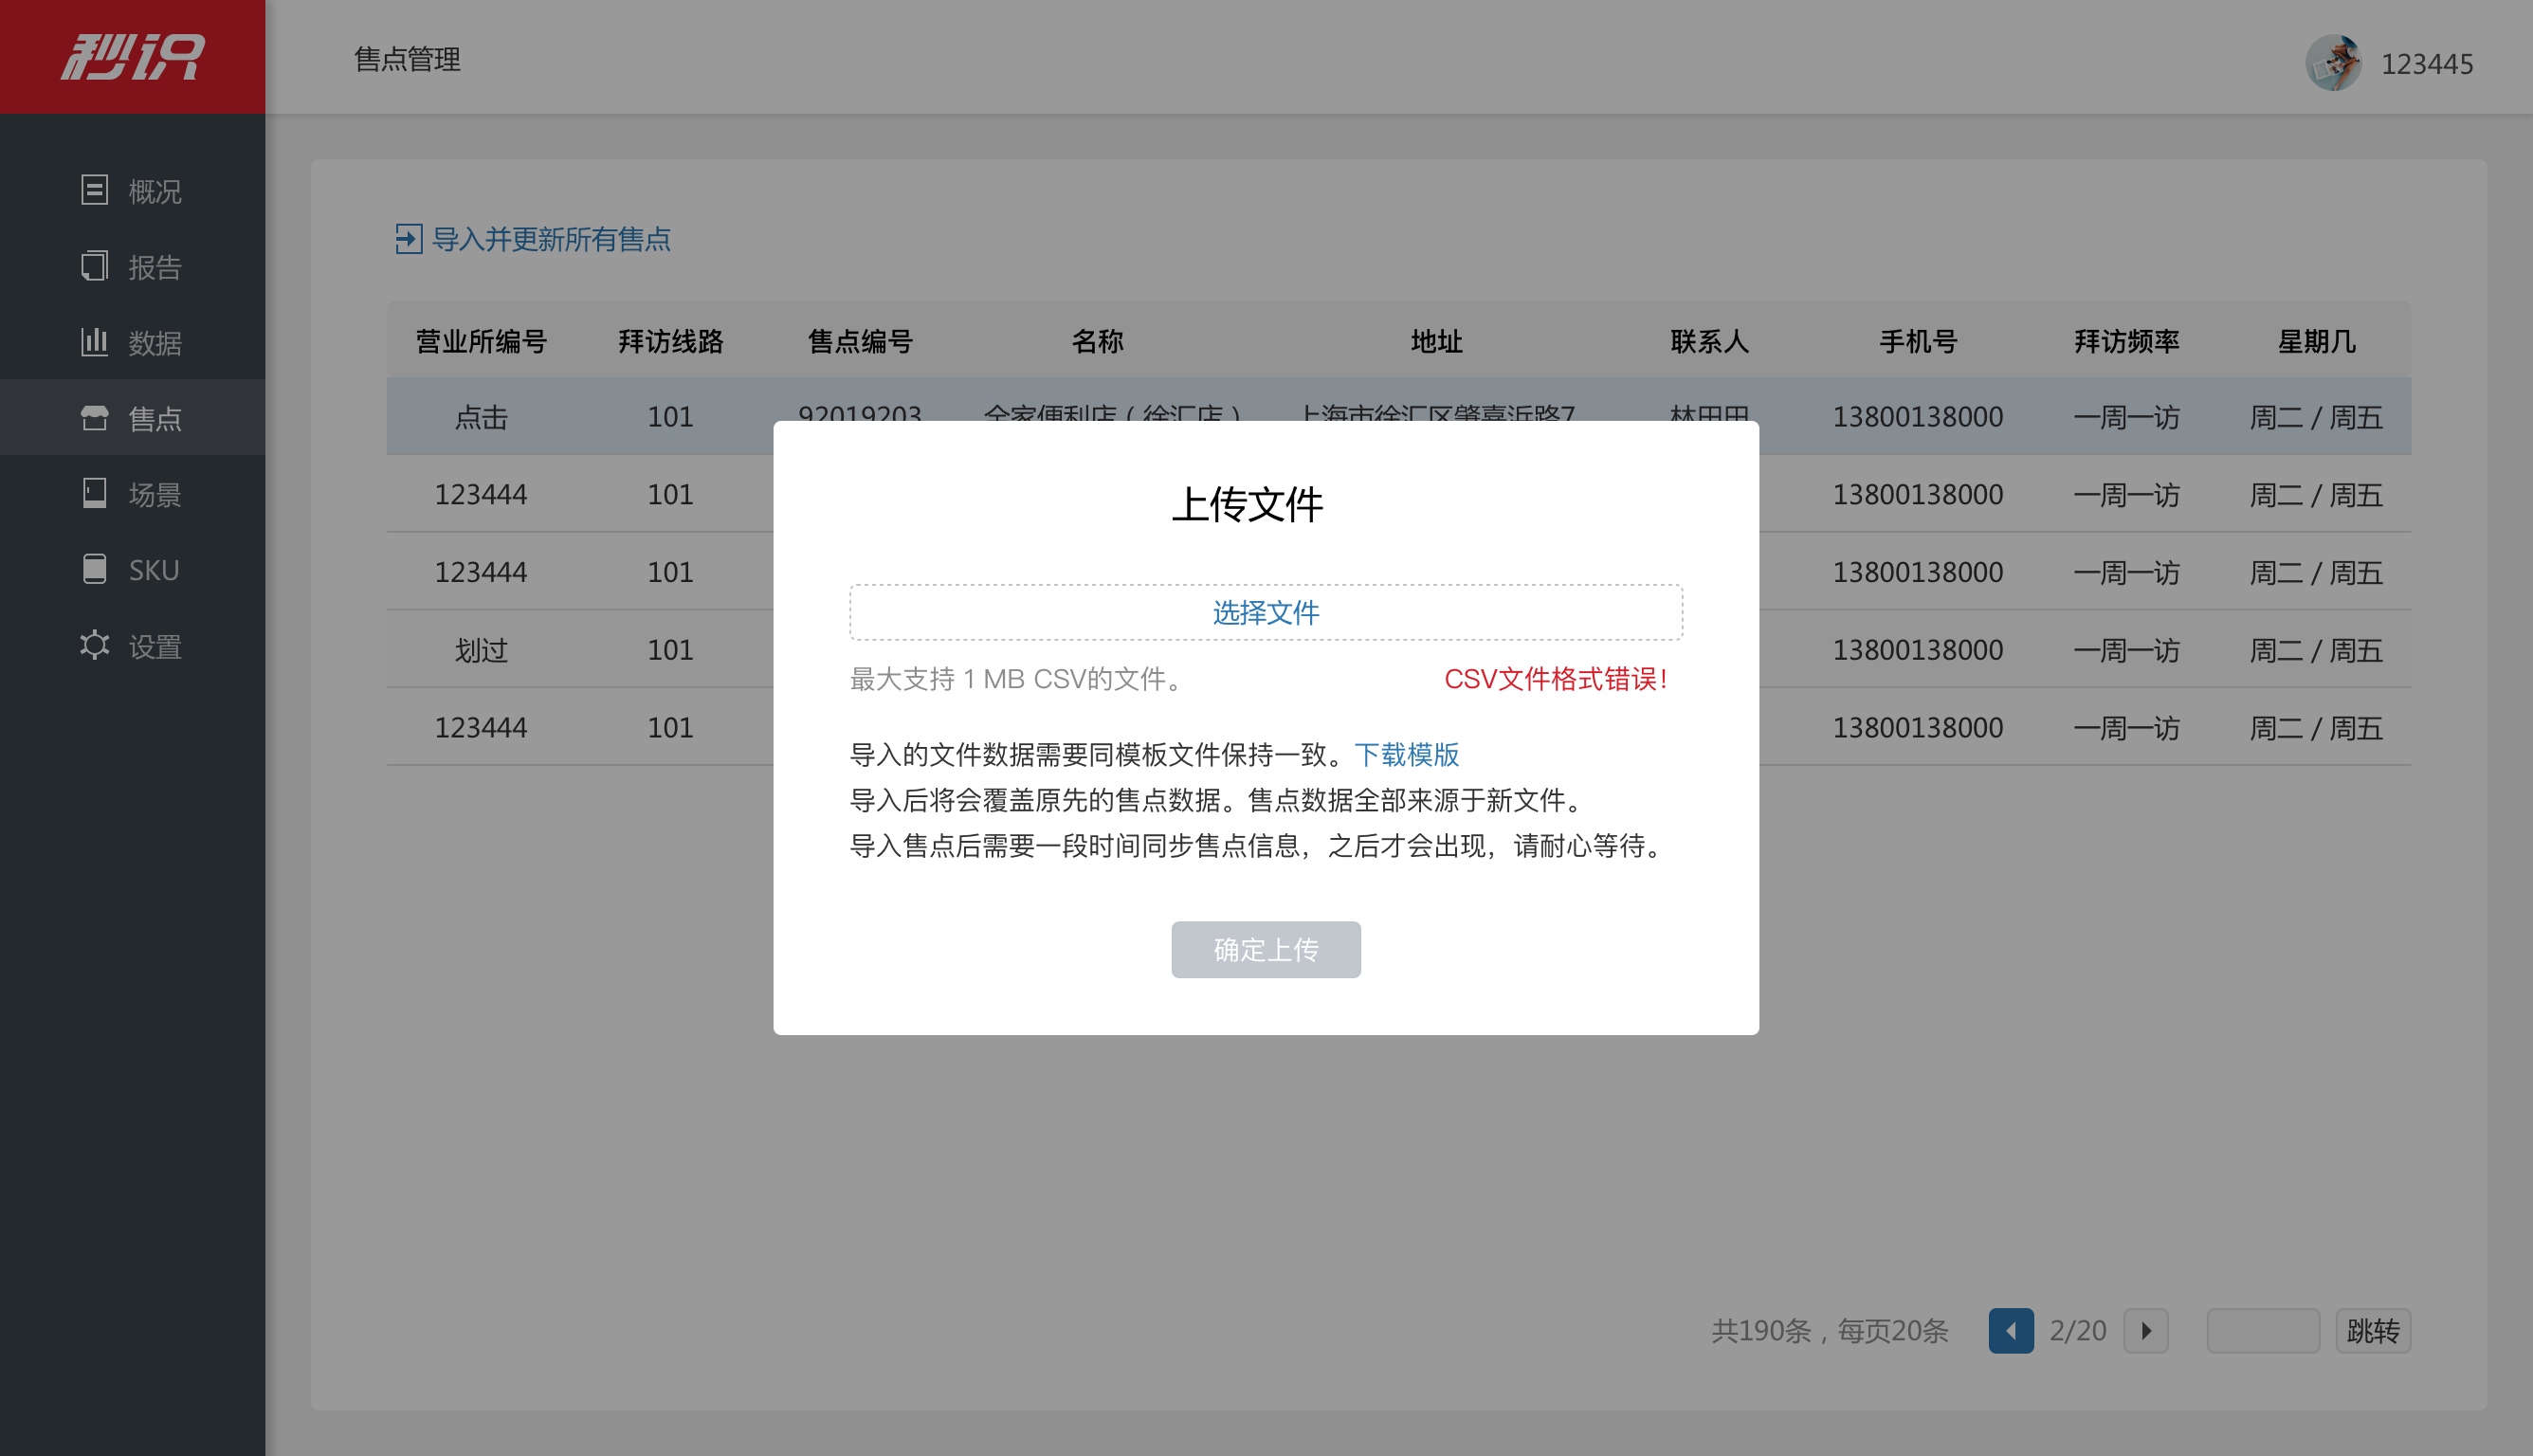 秒识
售点管理
123445
概况
报告
数据
售点
场景
SKU
设置
导入并更新所有售点
营业所编号 拜访线路 售点编号 名称 地址 联系人 手机号 拜访频率 星期几
点击 101 92019203 全家便利店（徐汇店） 上海市徐汇区肇嘉浜路7 林田田 13800138000 一周一访 周二 / 周五
123444 101 13800138000 一周一访 周二 / 周五
123444 101 13800138000 一周一访 周二 / 周五
划过 101 13800138000 一周一访 周二 / 周五
123444 101 13800138000 一周一访 周二 / 周五
上传文件
选择文件
最大支持 1 MB CSV的文件。 CSV文件格式错误！
导入的文件数据需要同模板文件保持一致。下载模版
导入后将会覆盖原先的售点数据。售点数据全部来源于新文件。
导入售点后需要一段时间同步售点信息，之后才会出现，请耐心等待。
确定上传
共190条，每页20条 2/20 跳转